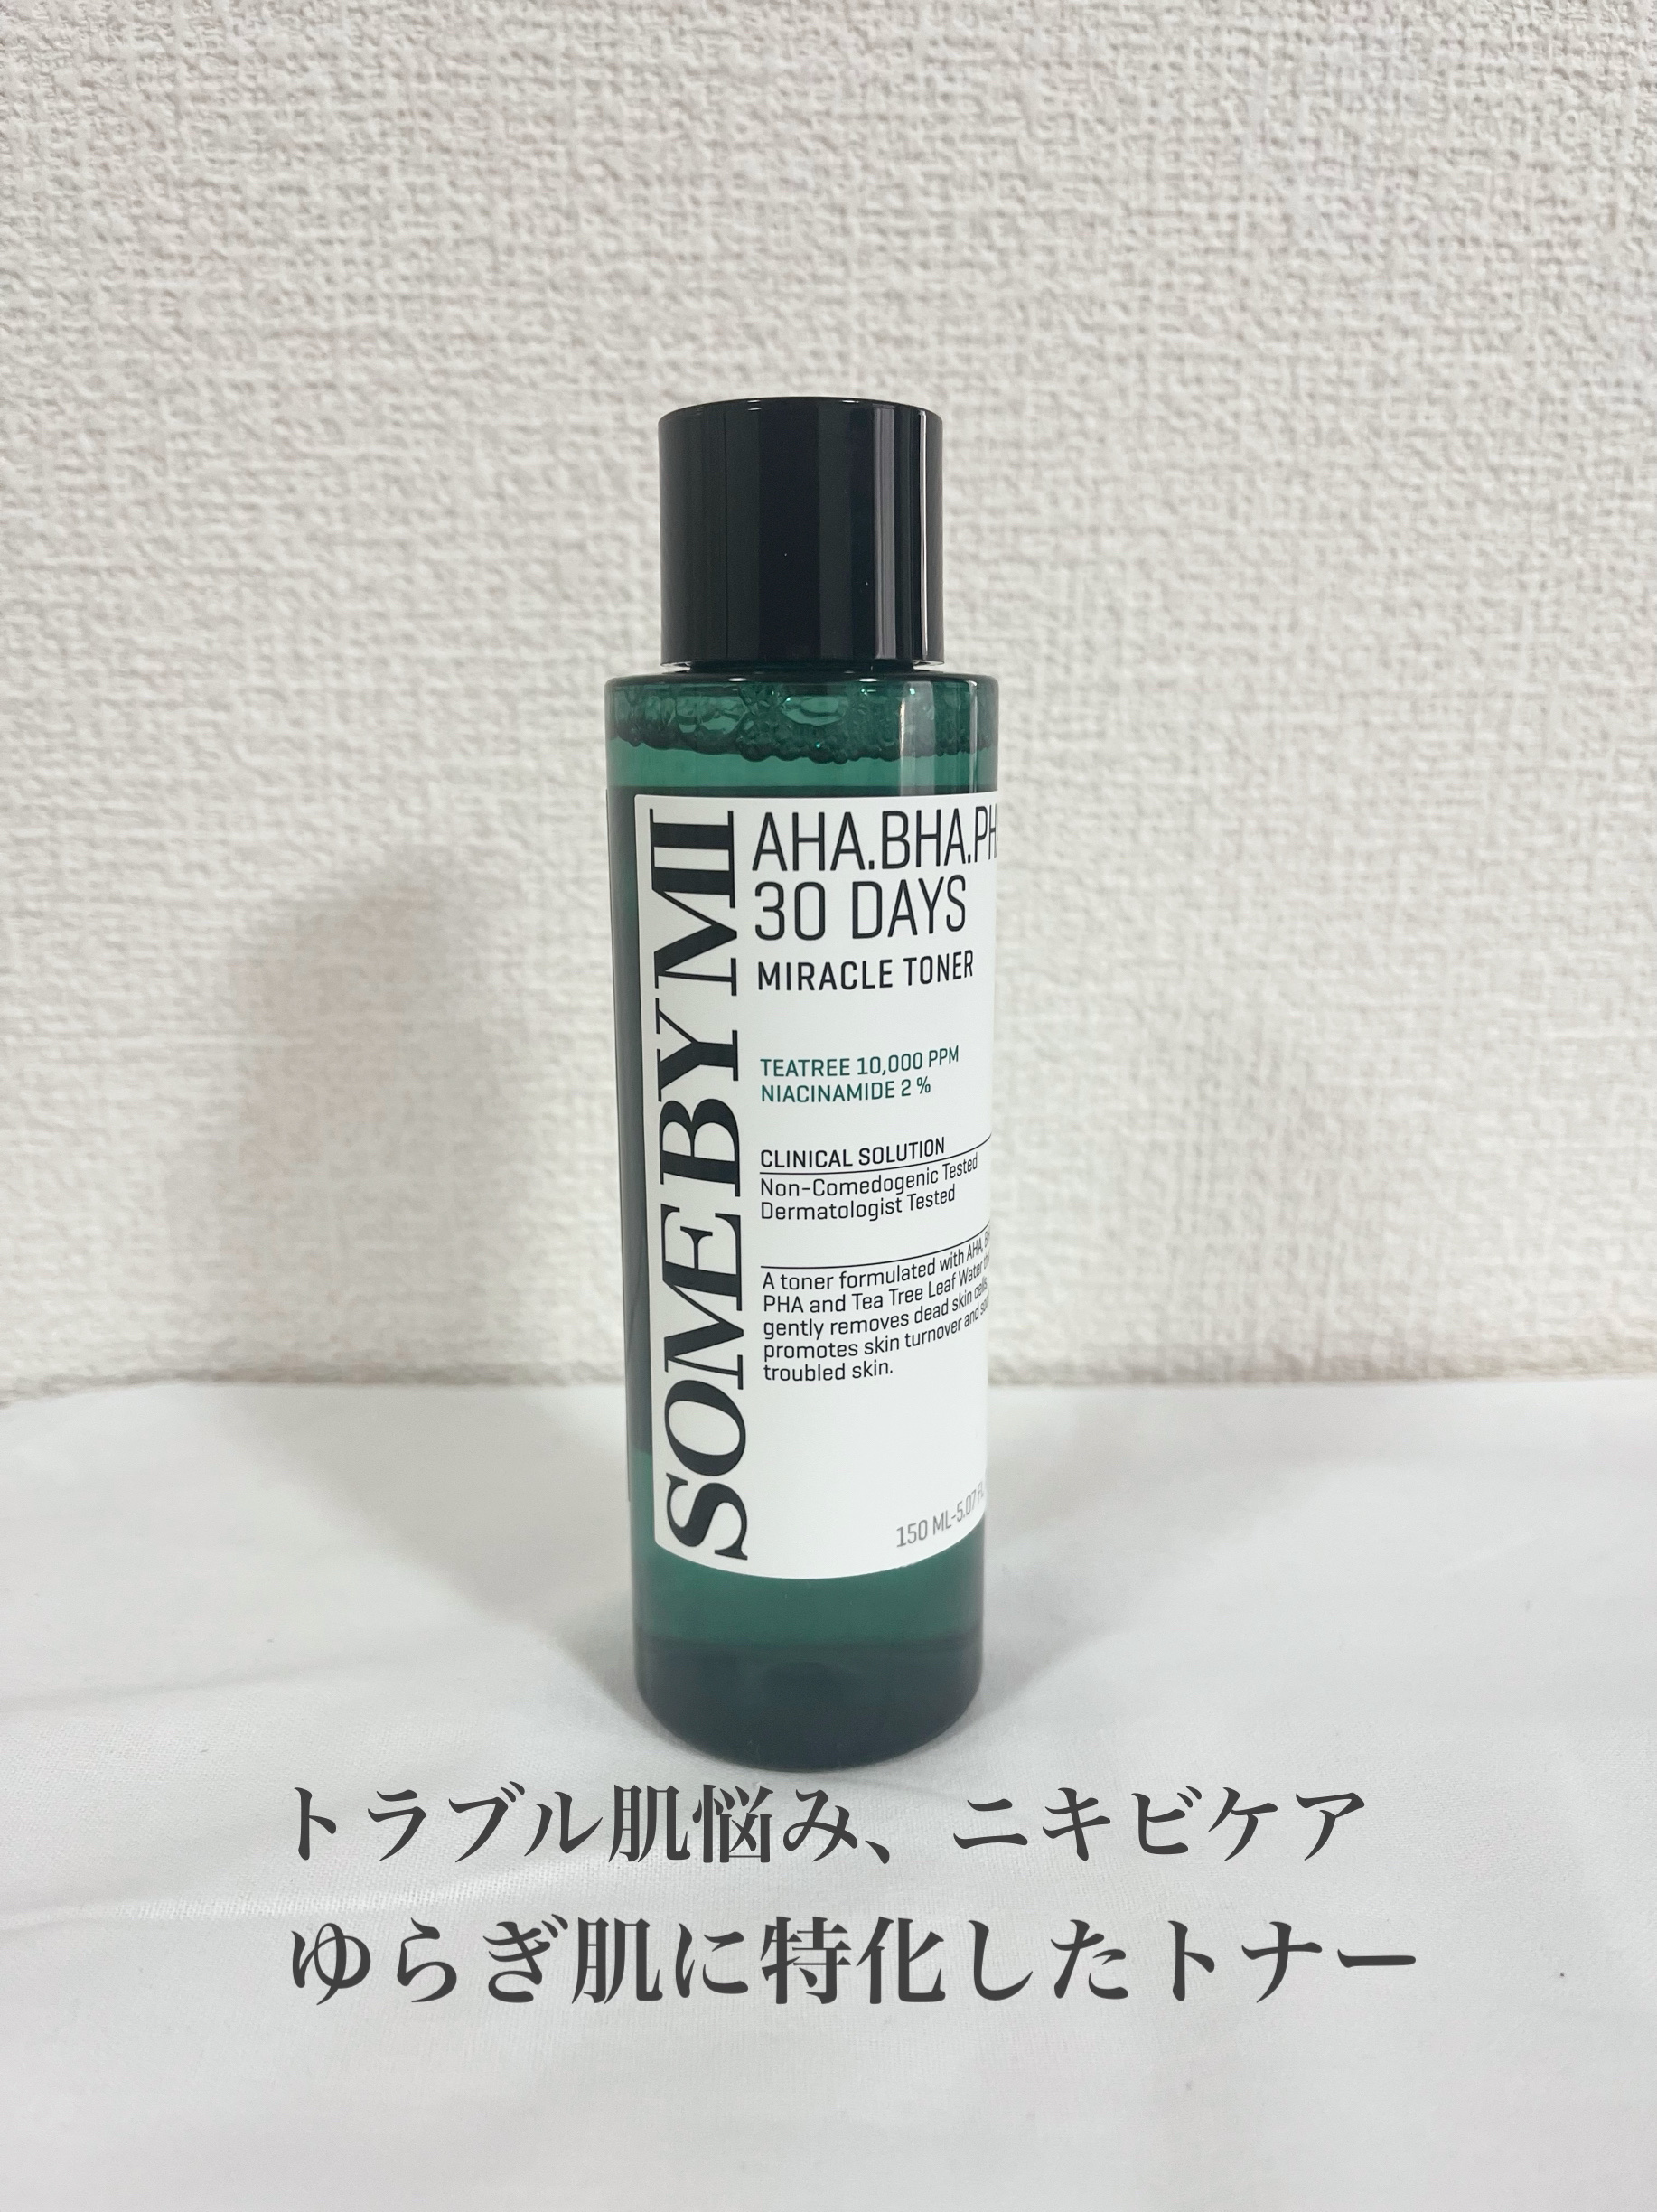 SOMEBYMI
AHA.BHA.PH
30 DAYS
MIRACLE TONER
TEATREE 10,000 PPM
NIACINAMIDE 2 %
CLINICAL SOLUTION
Non-Comedogenic Tested
Dermatologist Tested
A toner formulated with AHA,
PHA and Tea Tree Leaf Water
gently removes dead skin cells,
promotes skin turnover and
troubled skin.
150 ML-5.07
トラブル肌悩み、ニキビケア
ゆらぎ肌に特化したトナー